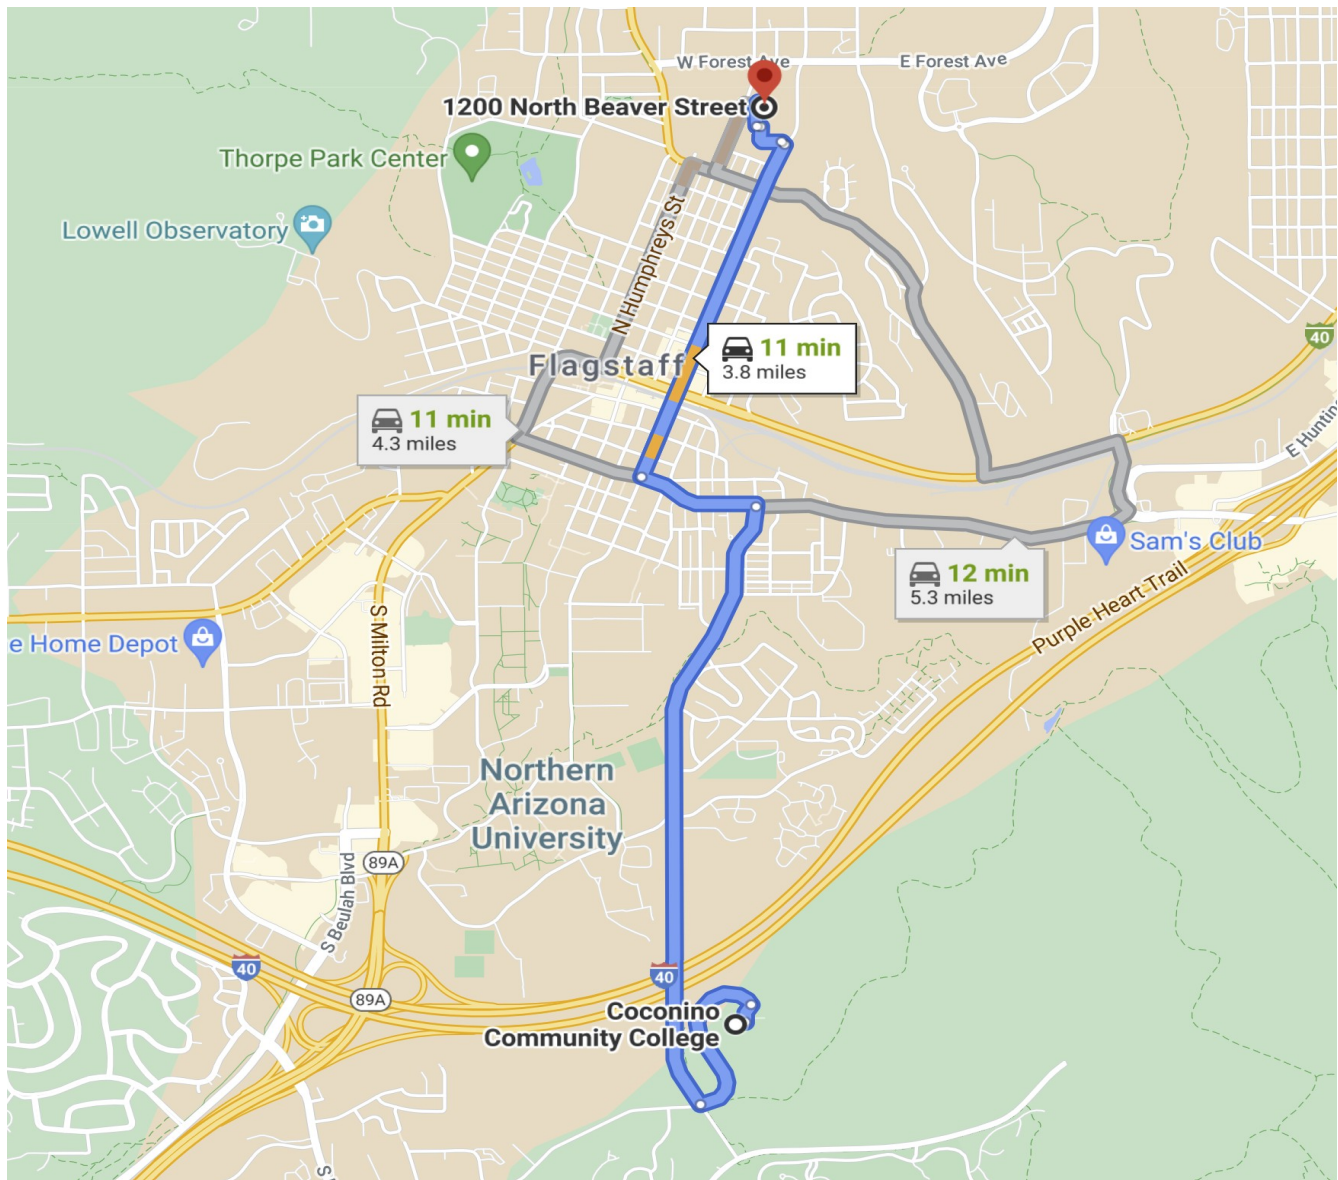 W Forest Ave
E Forest Ave
1200 North Beaver Street
Thorpe Park Center
Lowell Observatory
N Humphreys St
40
11 min
3.8 miles
Flagstaff
11 min
4.3 miles
E Hunting
Sam's Club
12 min
5.3 miles
Purple Heart Trail
S Milton Rd
e Home Depot
Northern
Arizona
University
89A
S Beulah Blvd
40
40
89A
Coconino
Community College
S